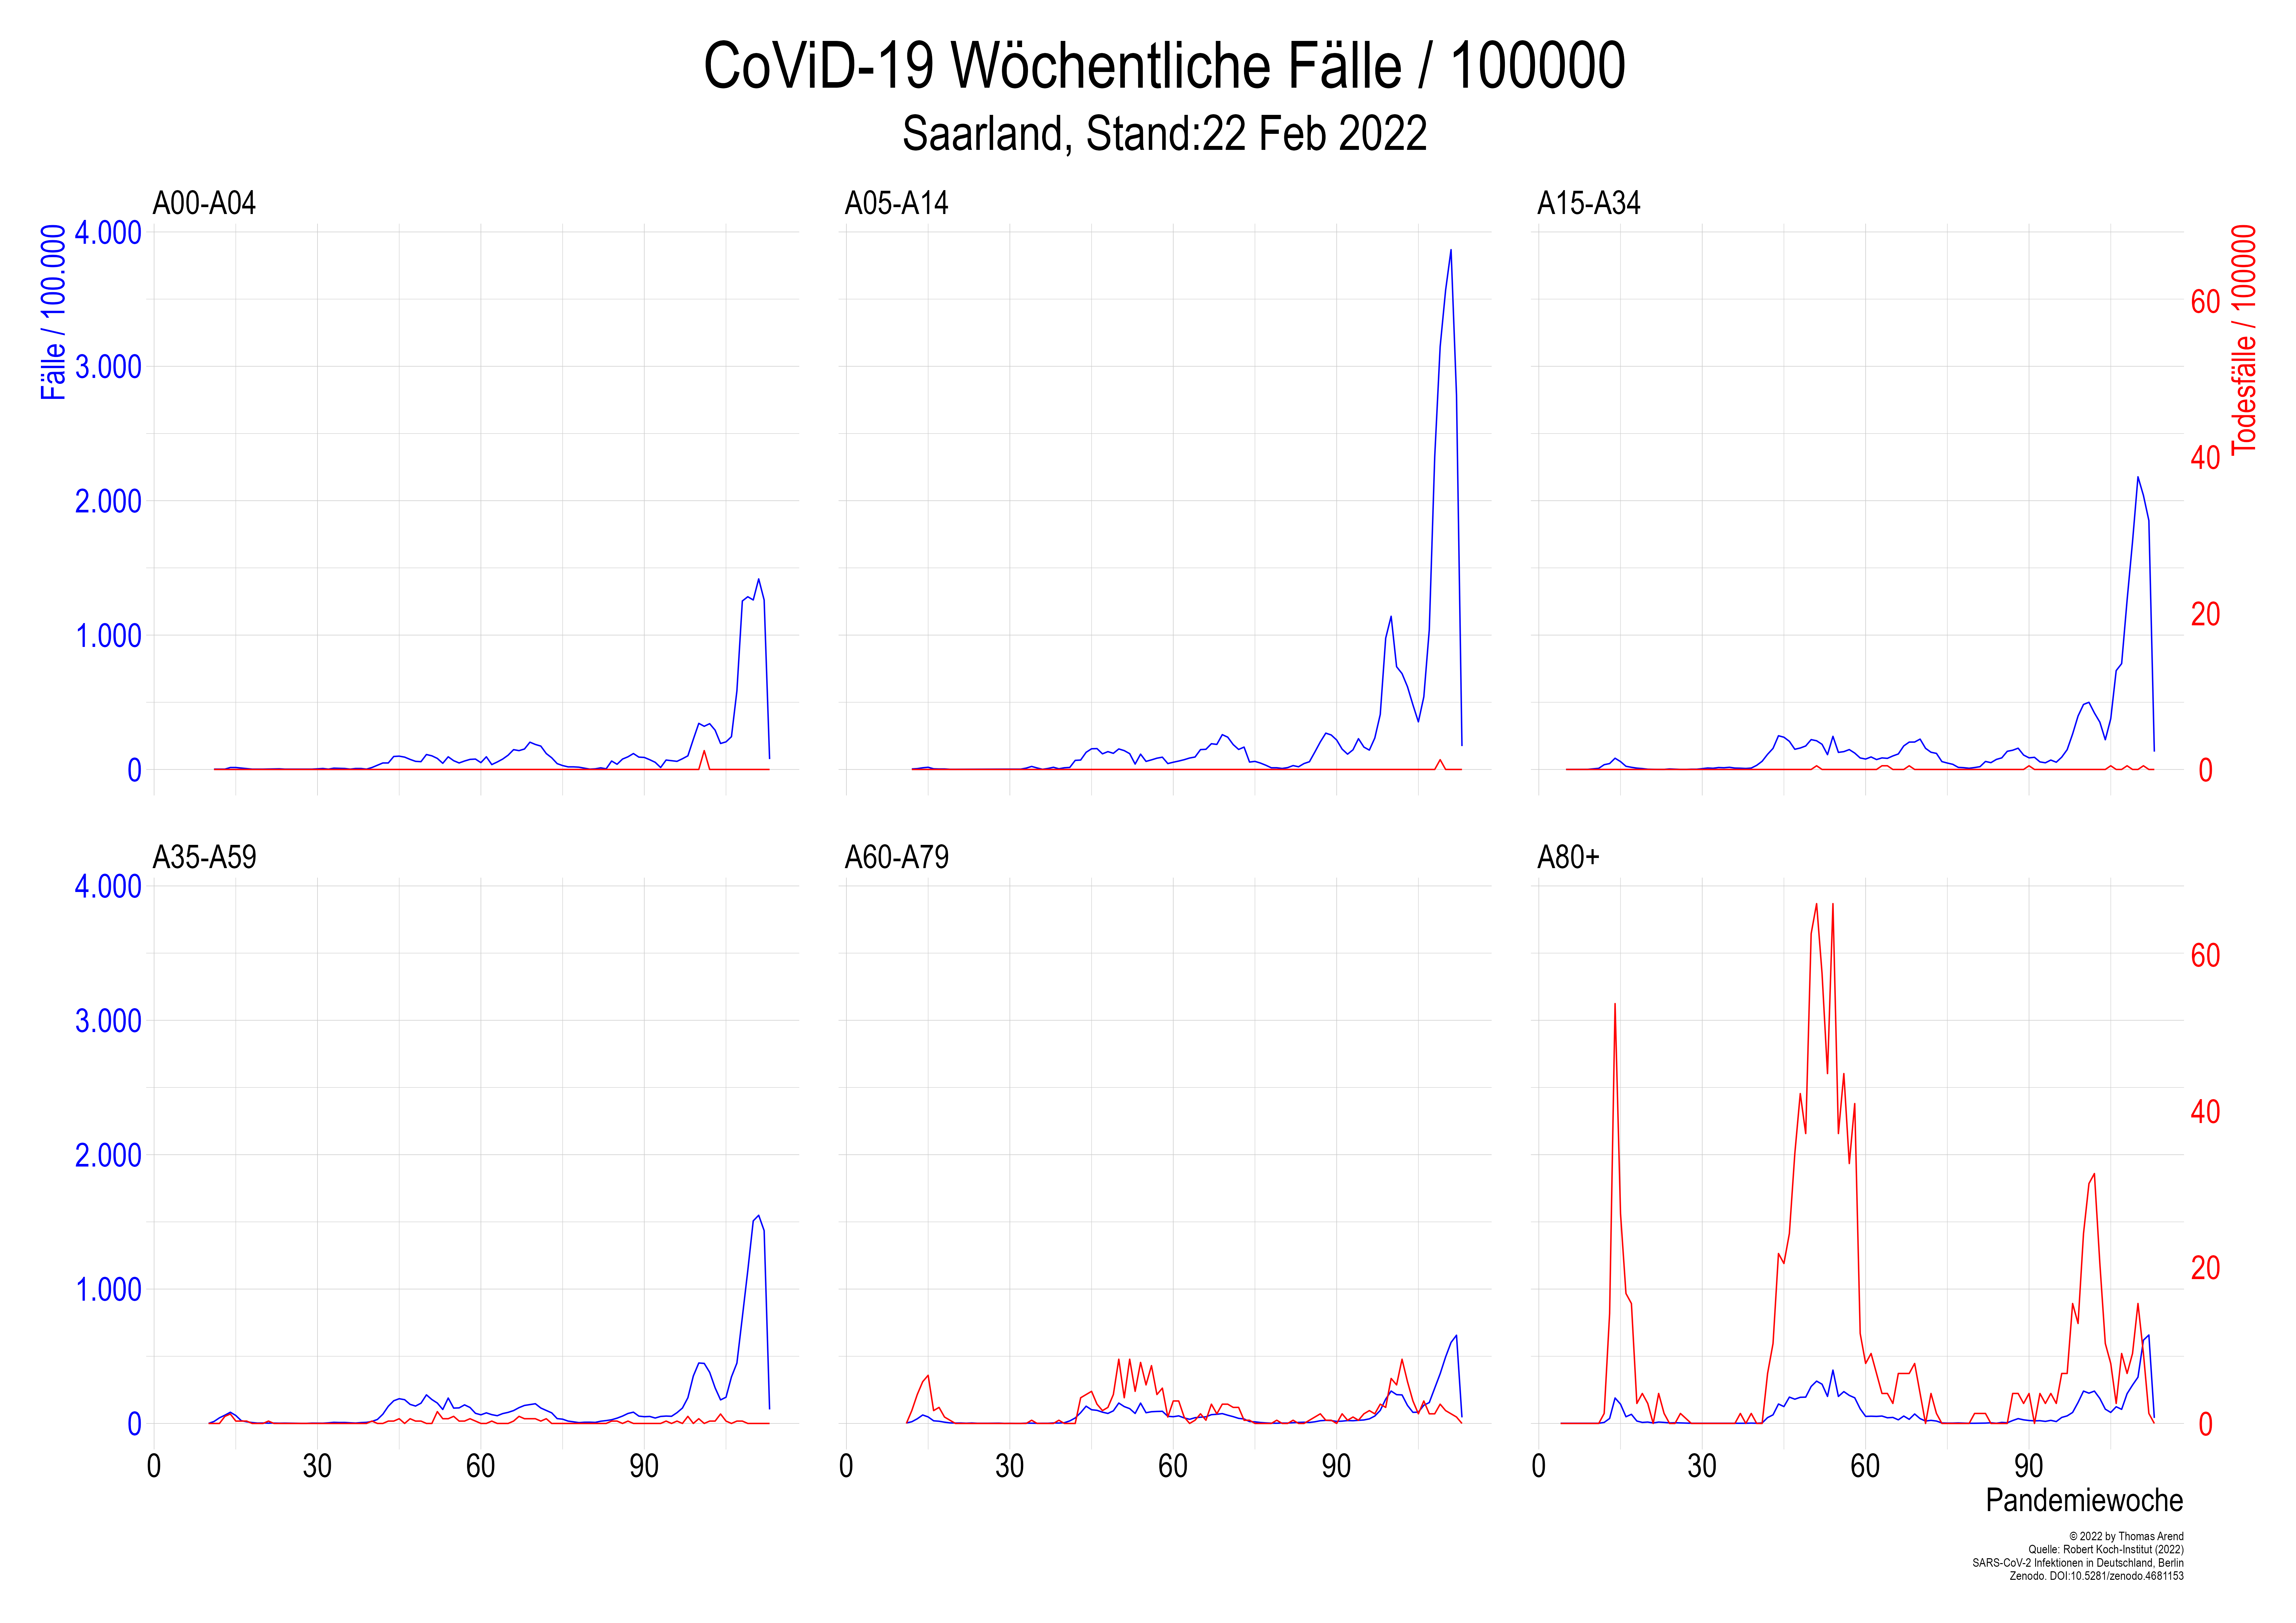 CoViD-19 Wöchentliche Fälle / 100000
Saarland, Stand:22 Feb 2022
A00-A04
A05-A14
A15-A34
Fälle / 100.000
4.000
3.000
2.000
1.000
0
60
40
20
0
Todesfälle / 100000
A35-A59
A60-A79
A80+
4.000
3.000
2.000
1.000
0
60
40
20
0
0 30 60 90
0 30 60 90
0 30 60 90
Pandemiewoche
© 2022 by Thomas Arend
Quelle: Robert Koch-Institut (2022)
SARS-CoV-2 Infektionen in Deutschland, Berlin
Zenodo. DOI:10.5281/zenodo.4681153